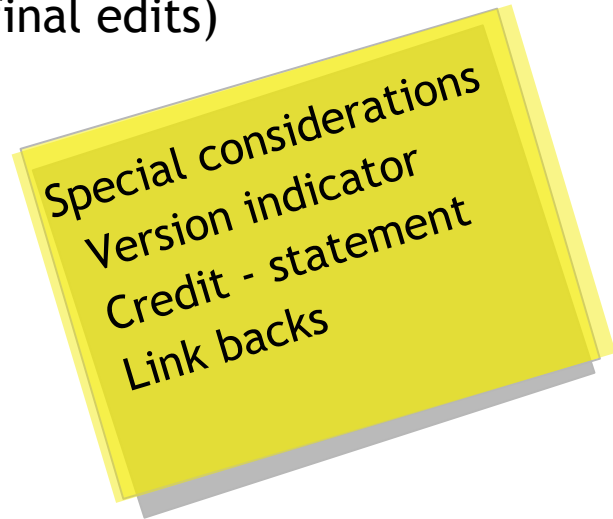 inal edits)
Special considerations
Version indicator
Credit - statement
Link backs